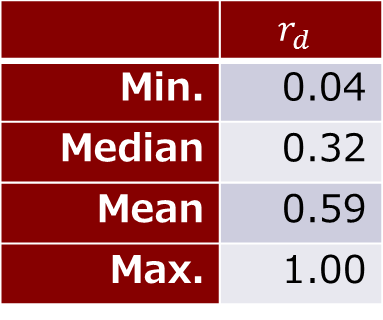 r_d
Min. 0.04
Median 0.32
Mean 0.59
Max. 1.00